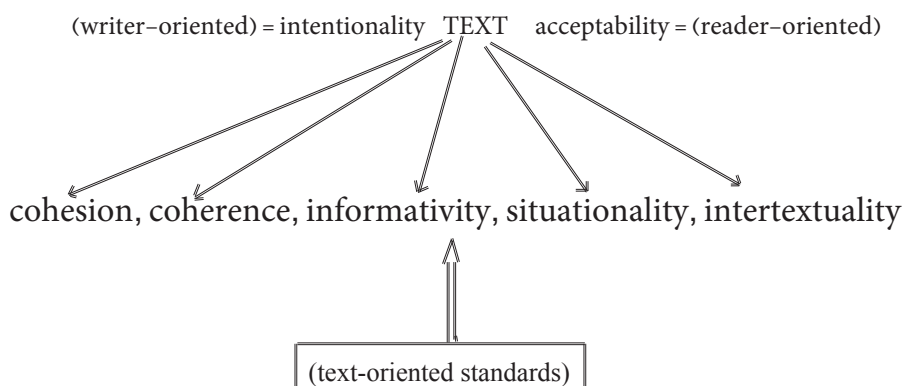 (writer–oriented) = intentionality TEXT acceptability = (reader–oriented)
cohesion, coherence, informativity, situationality, intertextuality
(text-oriented standards)